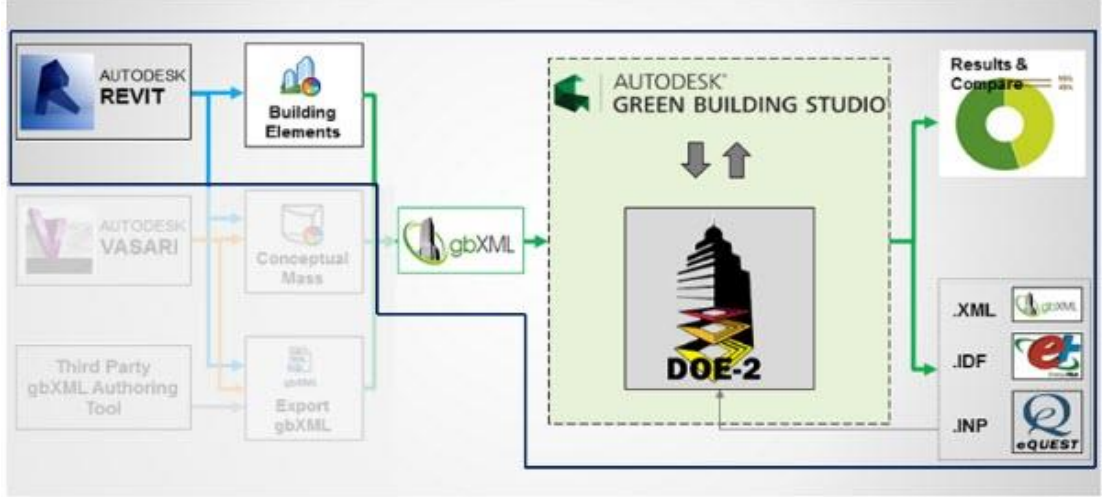 AUTODESK
REVIT
Building
Elements
AUTODESK
VASARI
Conceptual
Mass
Third Party
gbXML Authoring
Tool
Export
gbXML
gbXML
AUTODESK®
GREEN BUILDING STUDIO
DOE-2
Results &
Compare
.XML
gbXML
.IDF
e+
.INP
eQUEST